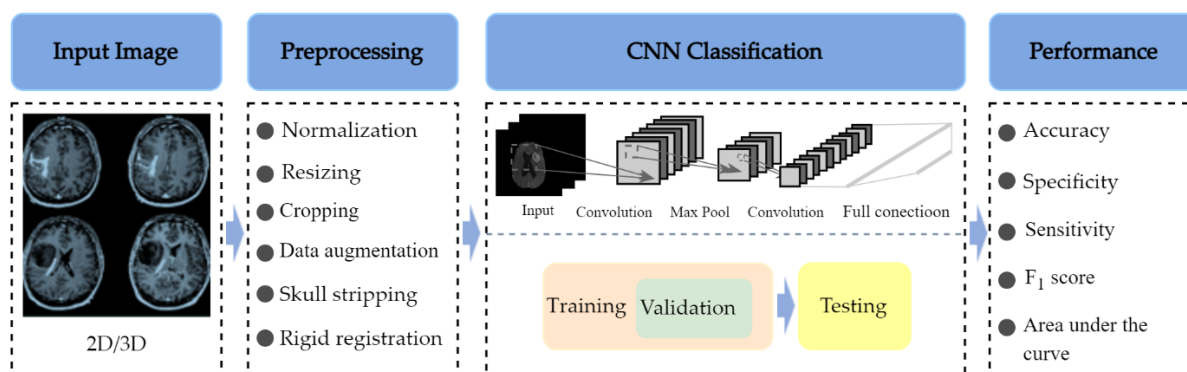 Input Image
Preprocessing
CNN Classification
Performance
2D/3D
Normalization
Resizing
Cropping
Data augmentation
Skull stripping
Rigid registration
Input
Convolution
Max Pool
Convolution
Full conectioon
Training
Validation
Testing
Accuracy
Specificity
Sensitivity
F₁ score
Area under the
curve